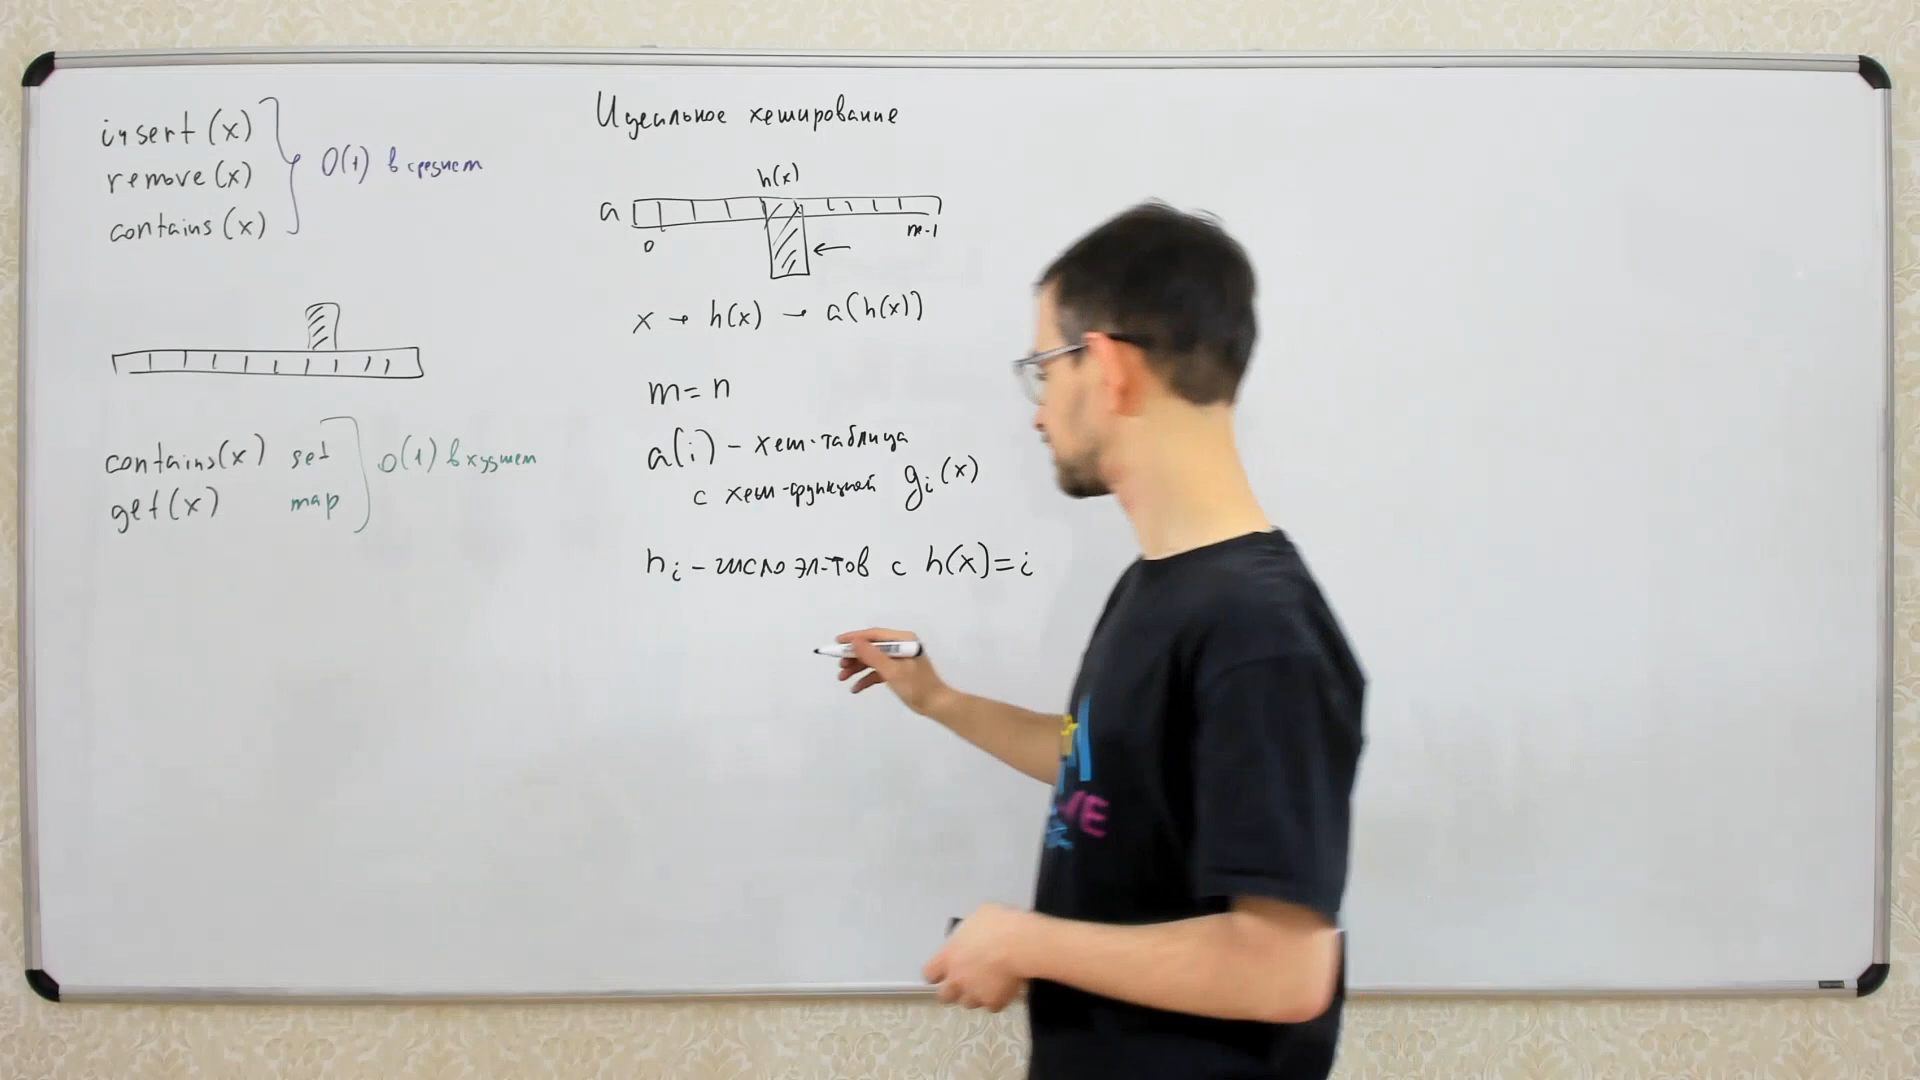 insert (x)
remove (x)
contains (x)
O(1) в среднем
contains(x) set
get(x) map
O(1) в худшем
Идеальное хеширование
h(x)
a
0
m-1
x → h(x) → a(h(x))
m = n
a(i) - хеш-таблица
с хеш-функцией gᵢ(x)
nᵢ - число эл-тов с h(x)=i